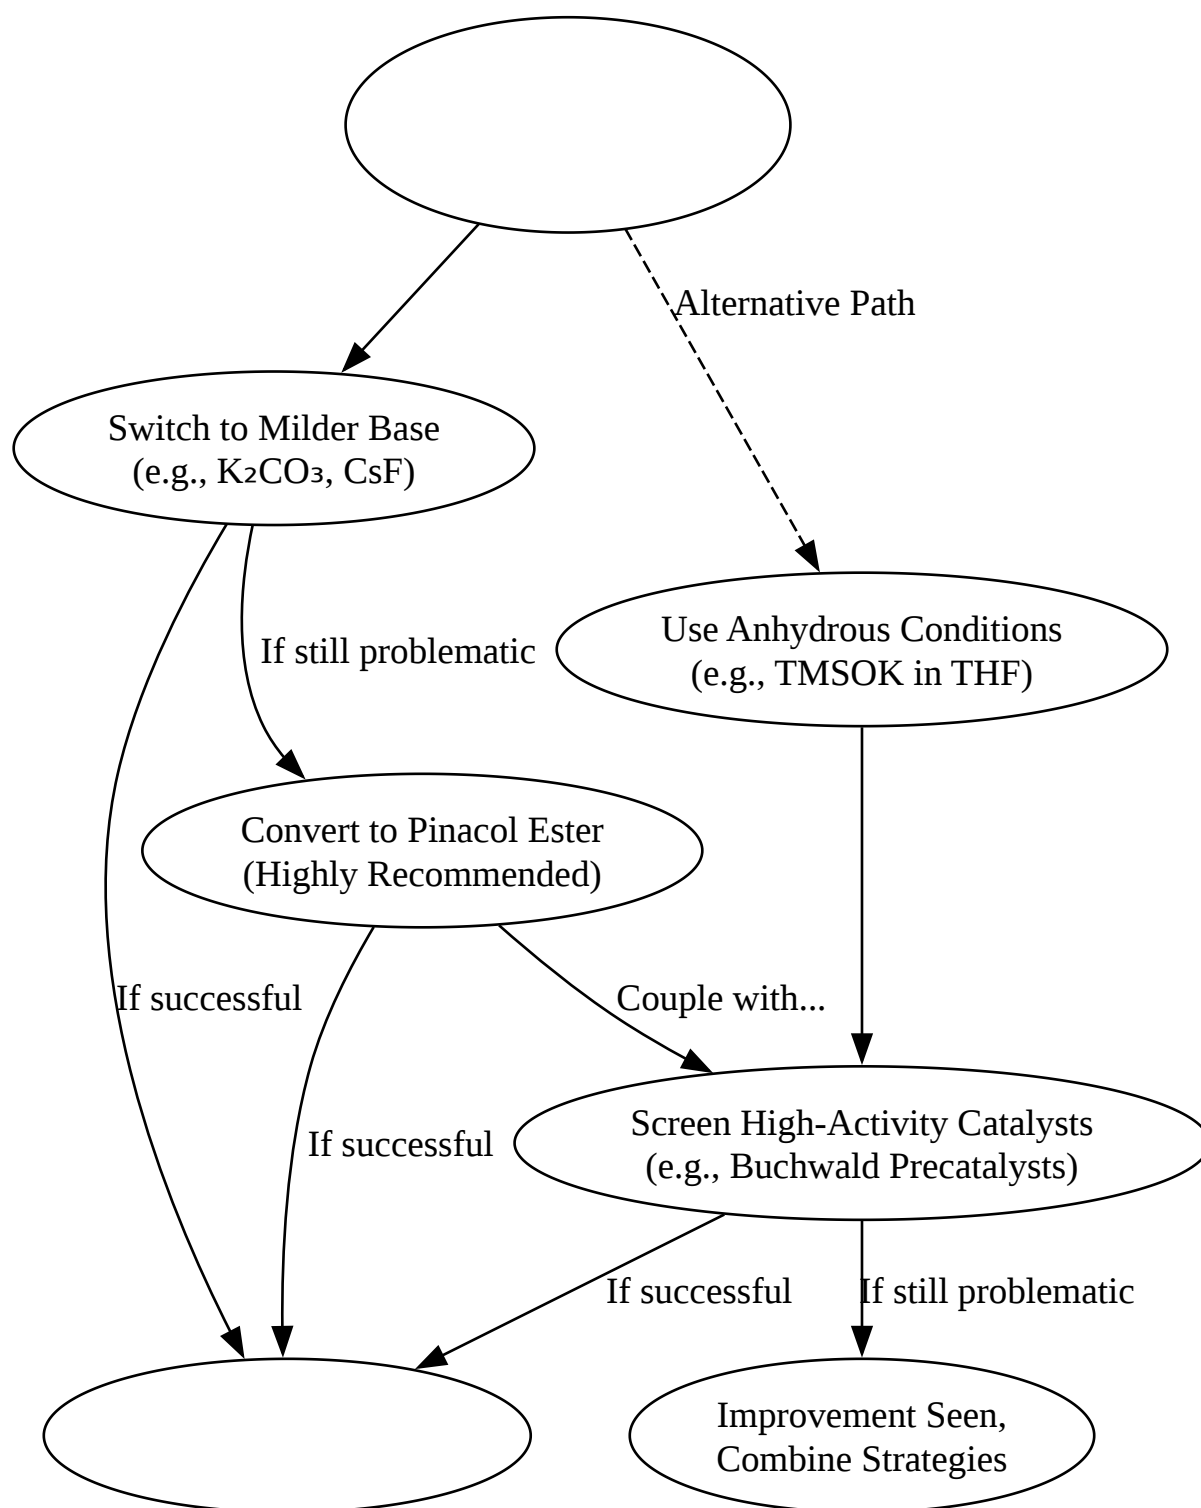 Alternative Path
Switch to Milder Base
(e.g., K₂CO₃, CsF)
Use Anhydrous Conditions
(e.g., TMSOK in THF)
If still problematic
Convert to Pinacol Ester
(Highly Recommended)
If successful
Couple with...
Screen High-Activity Catalysts
(e.g., Buchwald Precatalysts)
If successful
If successful
If still problematic
Improvement Seen,
Combine Strategies